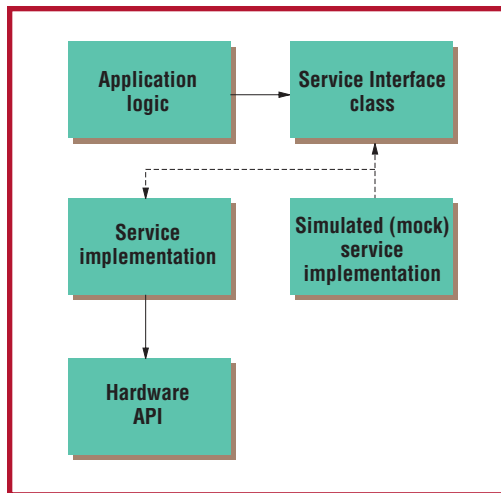 Application
logic
Service Interface
class
Service
implementation
Simulated (mock)
service
implementation
Hardware
API